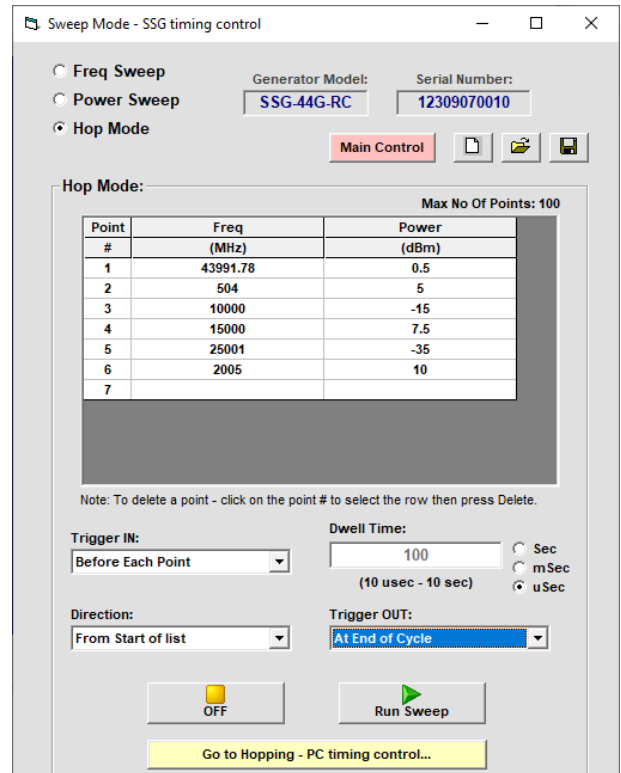 Sweep Mode - SSG timing control
Freq Sweep
Power Sweep
Hop Mode
Generator Model:
SSG-44G-RC
Serial Number:
12309070010
Main Control
Hop Mode:
Max No Of Points: 100
Point Freq Power
# (MHz) (dBm)
1 43991.78 0.5
2 504 5
3 10000 -15
4 15000 7.5
5 25001 -35
6 2005 10
7
Note: To delete a point - click on the point # to select the row then press Delete.
Trigger IN:
Before Each Point
Dwell Time:
100
(10 usec - 10 sec)
Sec
mSec
uSec
Direction:
From Start of list
Trigger OUT:
At End of Cycle
OFF
Run Sweep
Go to Hopping - PC timing control...